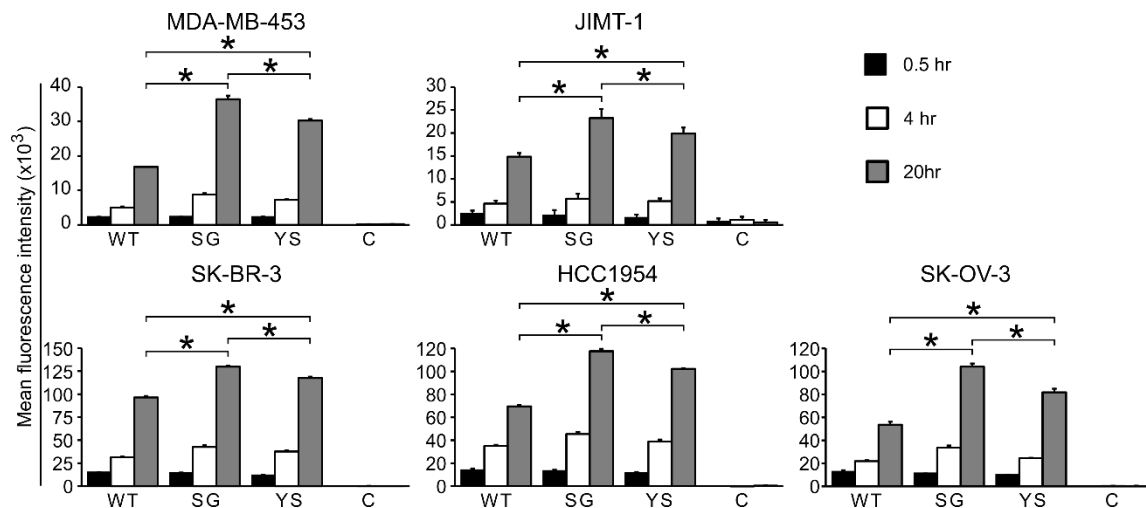 MDA-MB-453
JIMT-1
0.5 hr
4 hr
20hr
Mean fluorescence intensity (x10³)
*
*
*
40
30
20
10
0
WT
SG
YS
C
*
*
*
30
25
20
15
10
5
0
WT
SG
YS
C
SK-BR-3
HCC1954
SK-OV-3
*
*
*
150
125
100
75
50
25
0
WT
SG
YS
C
*
*
*
120
100
80
60
40
20
0
WT
SG
YS
C
*
*
*
120
100
80
60
40
20
0
WT
SG
YS
C